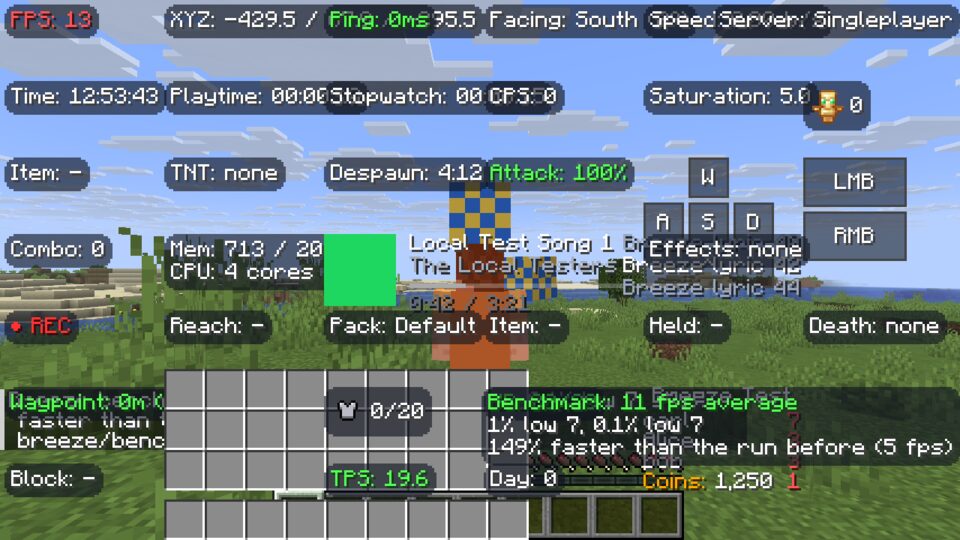 FPS: 13
XYZ: -429.5 /
Ping: 0ms
95.5
Facing: South
Speed
Server: Singleplayer
Time: 12:53:43
Playtime: 00:00
Stopwatch: 00
CPS: 0
Saturation: 5.0
0
Item: -
TNT: none
Despawn: 4:12
Attack: 100%
W
LMB
A S D
RMB
Combo: 0
Mem: 713 / 20
CPU: 4 cores
Local Test Song 1
The Local Testers
0:42 / 3:21
Effects: none
Breeze lyric 42
Breeze lyric 44
• REC
Reach: -
Pack: Default
Item: -
Held: -
Death: none
Waypoint: 0m
faster than
breeze/benc
0/20
Breeze Test
Benchmark: 11 fps average
1% low 7, 0.1% low 7
149% faster than the run before (5 fps)
Block: -
TPS: 19.6
Day: 0
Coins: 1,250 1